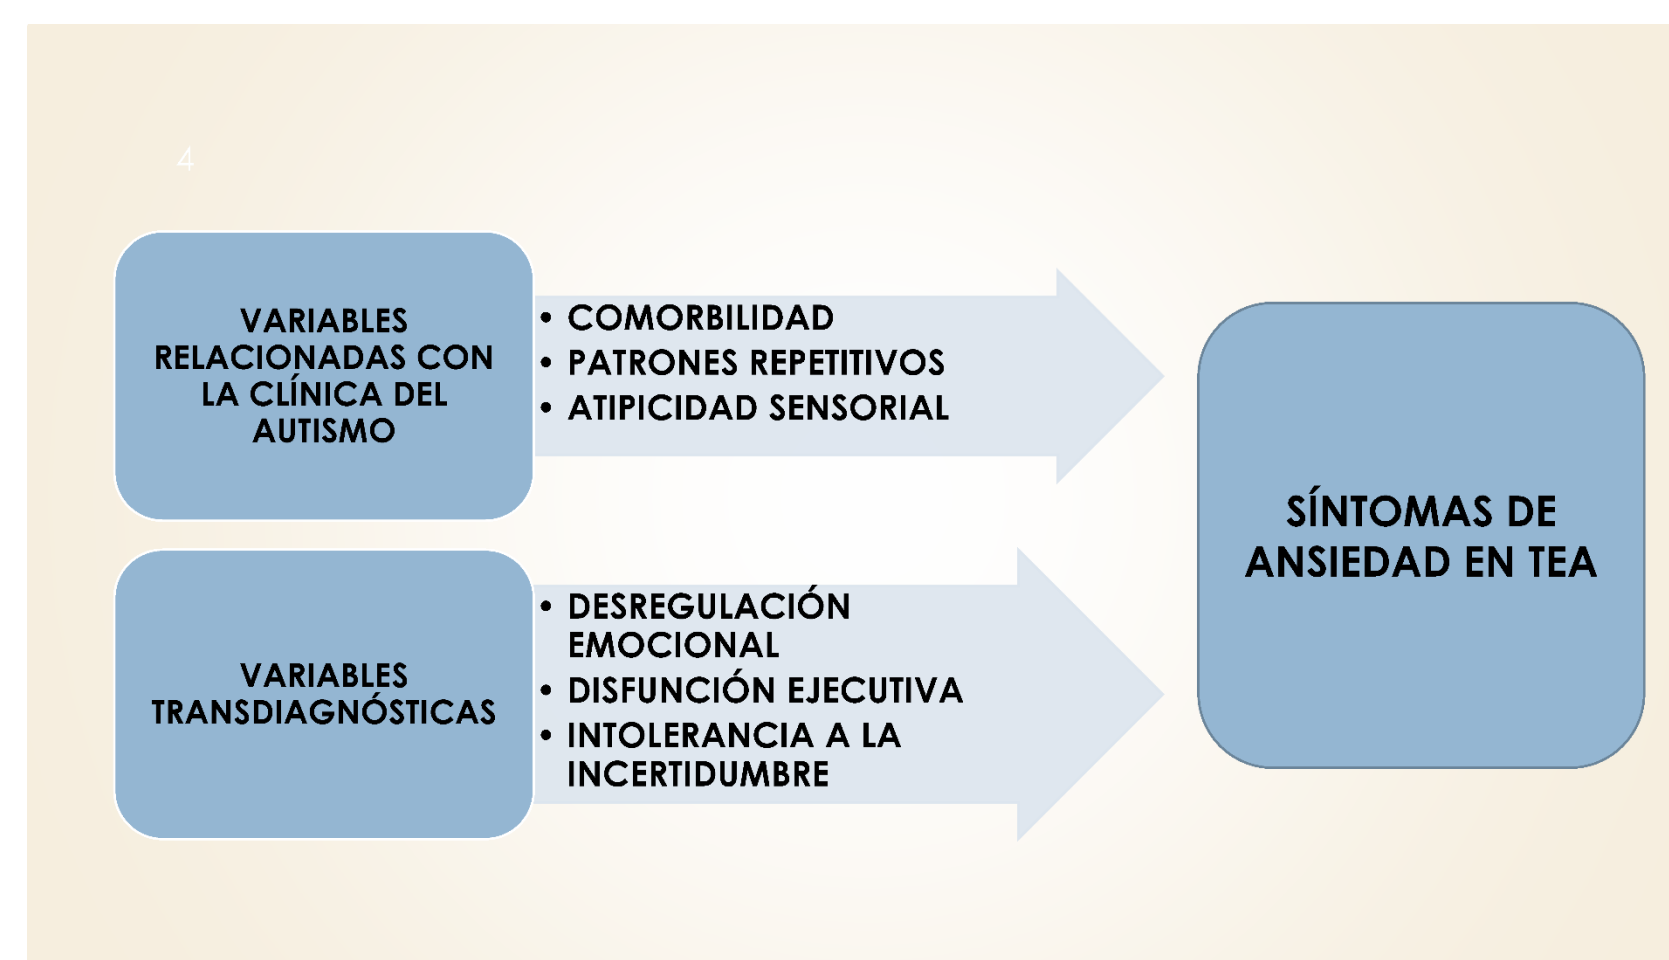 4
VARIABLES
RELACIONADAS CON
LA CLÍNICA DEL
AUTISMO
• COMORBILIDAD
• PATRONES REPETITIVOS
• ATIPICIDAD SENSORIAL
VARIABLES
TRANSDIAGNÓSTICAS
• DESREGULACIÓN
EMOCIONAL
• DISFUNCIÓN EJECUTIVA
• INTOLERANCIA A LA
INCERTIDUMBRE
SÍNTOMAS DE
ANSIEDAD EN TEA